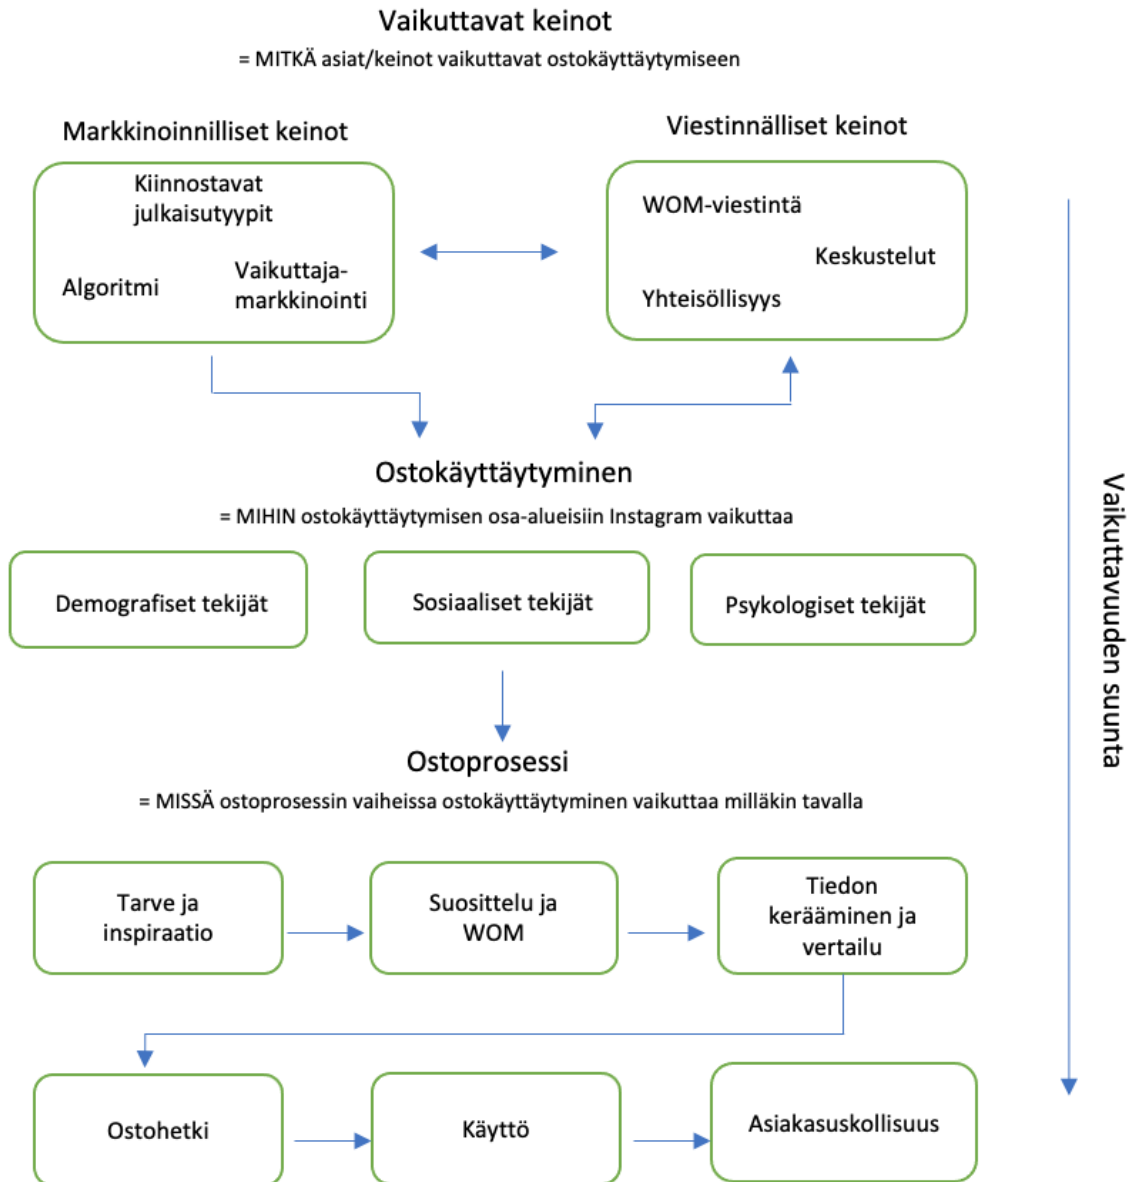 Vaikuttavat keinot
= MITKÄ asiat/keinot vaikuttavat ostokäyttäytymiseen
Markkinoinnilliset keinot
Viestinnälliset keinot
Kiinnostavat
julkaisutyypit
Algoritmi
Vaikuttaja-
markkinointi
WOM-viestintä
Keskustelut
Yhteisöllisyys
Ostokäyttäytyminen
= MIHIN ostokäyttäytymisen osa-alueisiin Instagram vaikuttaa
Demografiset tekijät
Sosiaaliset tekijät
Psykologiset tekijät
Ostoprosessi
= MISSÄ ostoprosessin vaiheissa ostokäyttäytyminen vaikuttaa milläkin tavalla
Tarve ja
inspiraatio
Suosittelu ja
WOM
Tiedon
kerääminen ja
vertailu
Ostohetki
Käyttö
Asiakasuskollisuus
Vaikuttavuuden suunta